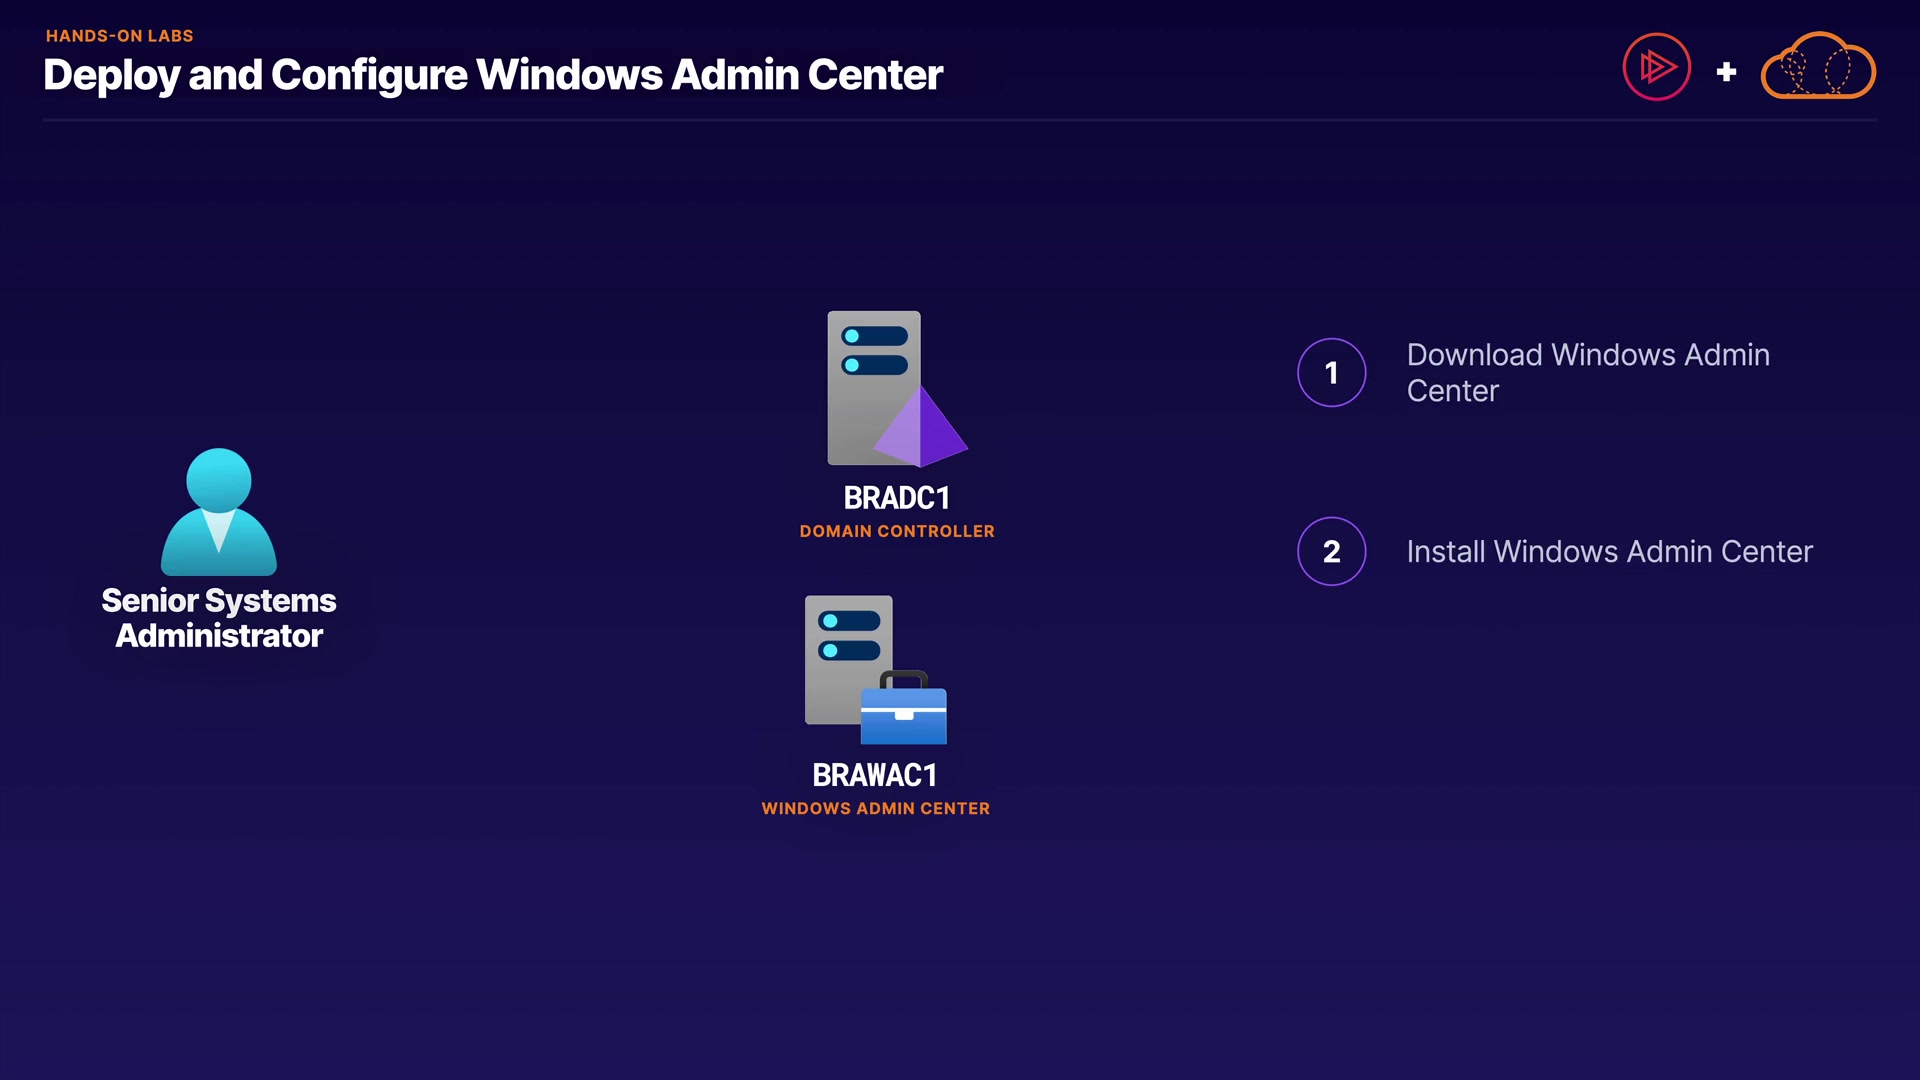 HANDS-ON LABS
Deploy and Configure Windows Admin Center
+
Senior Systems
Administrator
BRADC1
DOMAIN CONTROLLER
BRAWAC1
WINDOWS ADMIN CENTER
1
Download Windows Admin
Center
2
Install Windows Admin Center